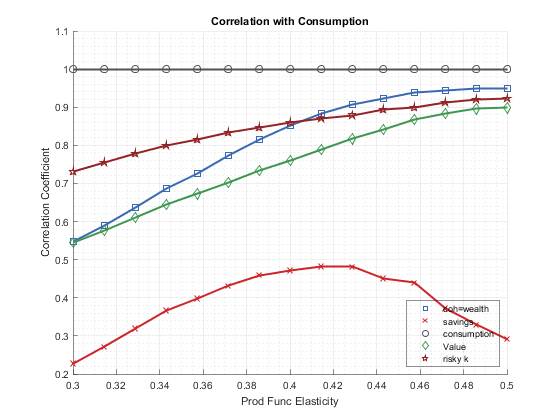 Correlation with Consumption
1.1
1
0.9
0.8
0.7
0.6
0.5
0.4
0.3
0.2
Correlation Coefficient
coh=wealth
savings
consumption
Value
risky k
0.3 0.32 0.34 0.36 0.38 0.4 0.42 0.44 0.46 0.48 0.5
Prod Func Elasticity